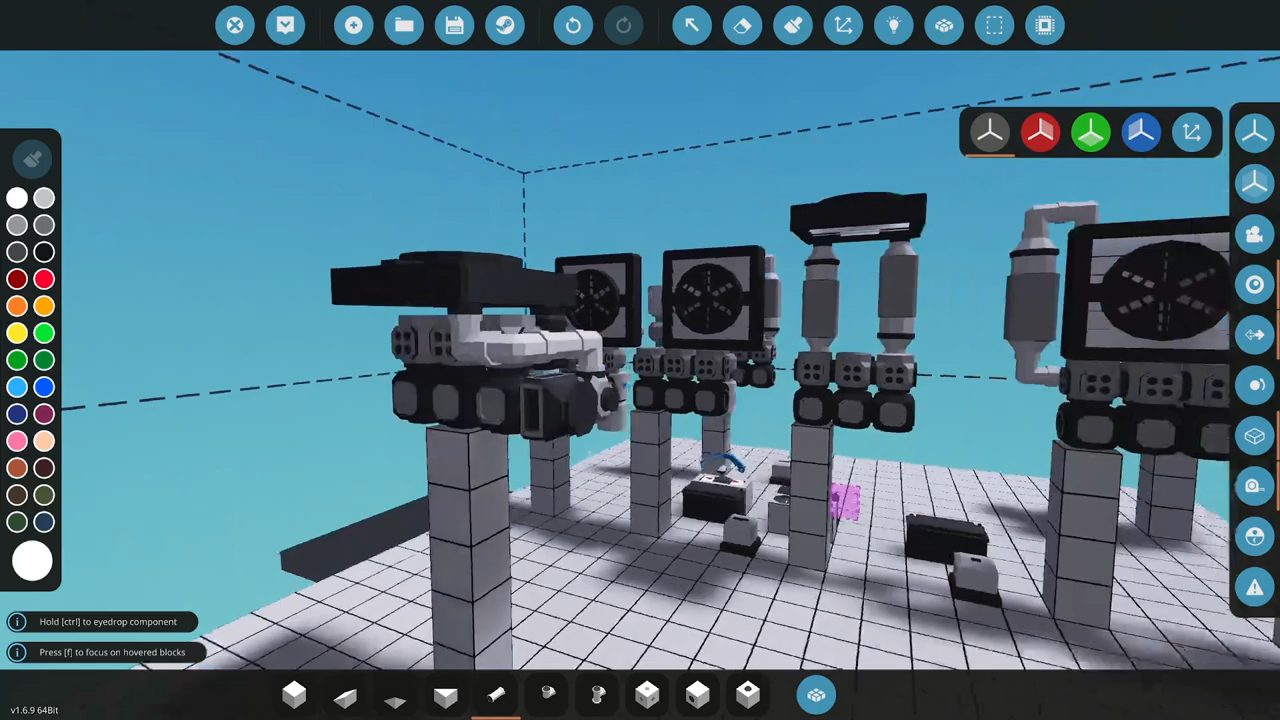 Hold [ctrl] to eyedrop component
Press [f] to focus on hovered blocks
v1.6.9 64Bit